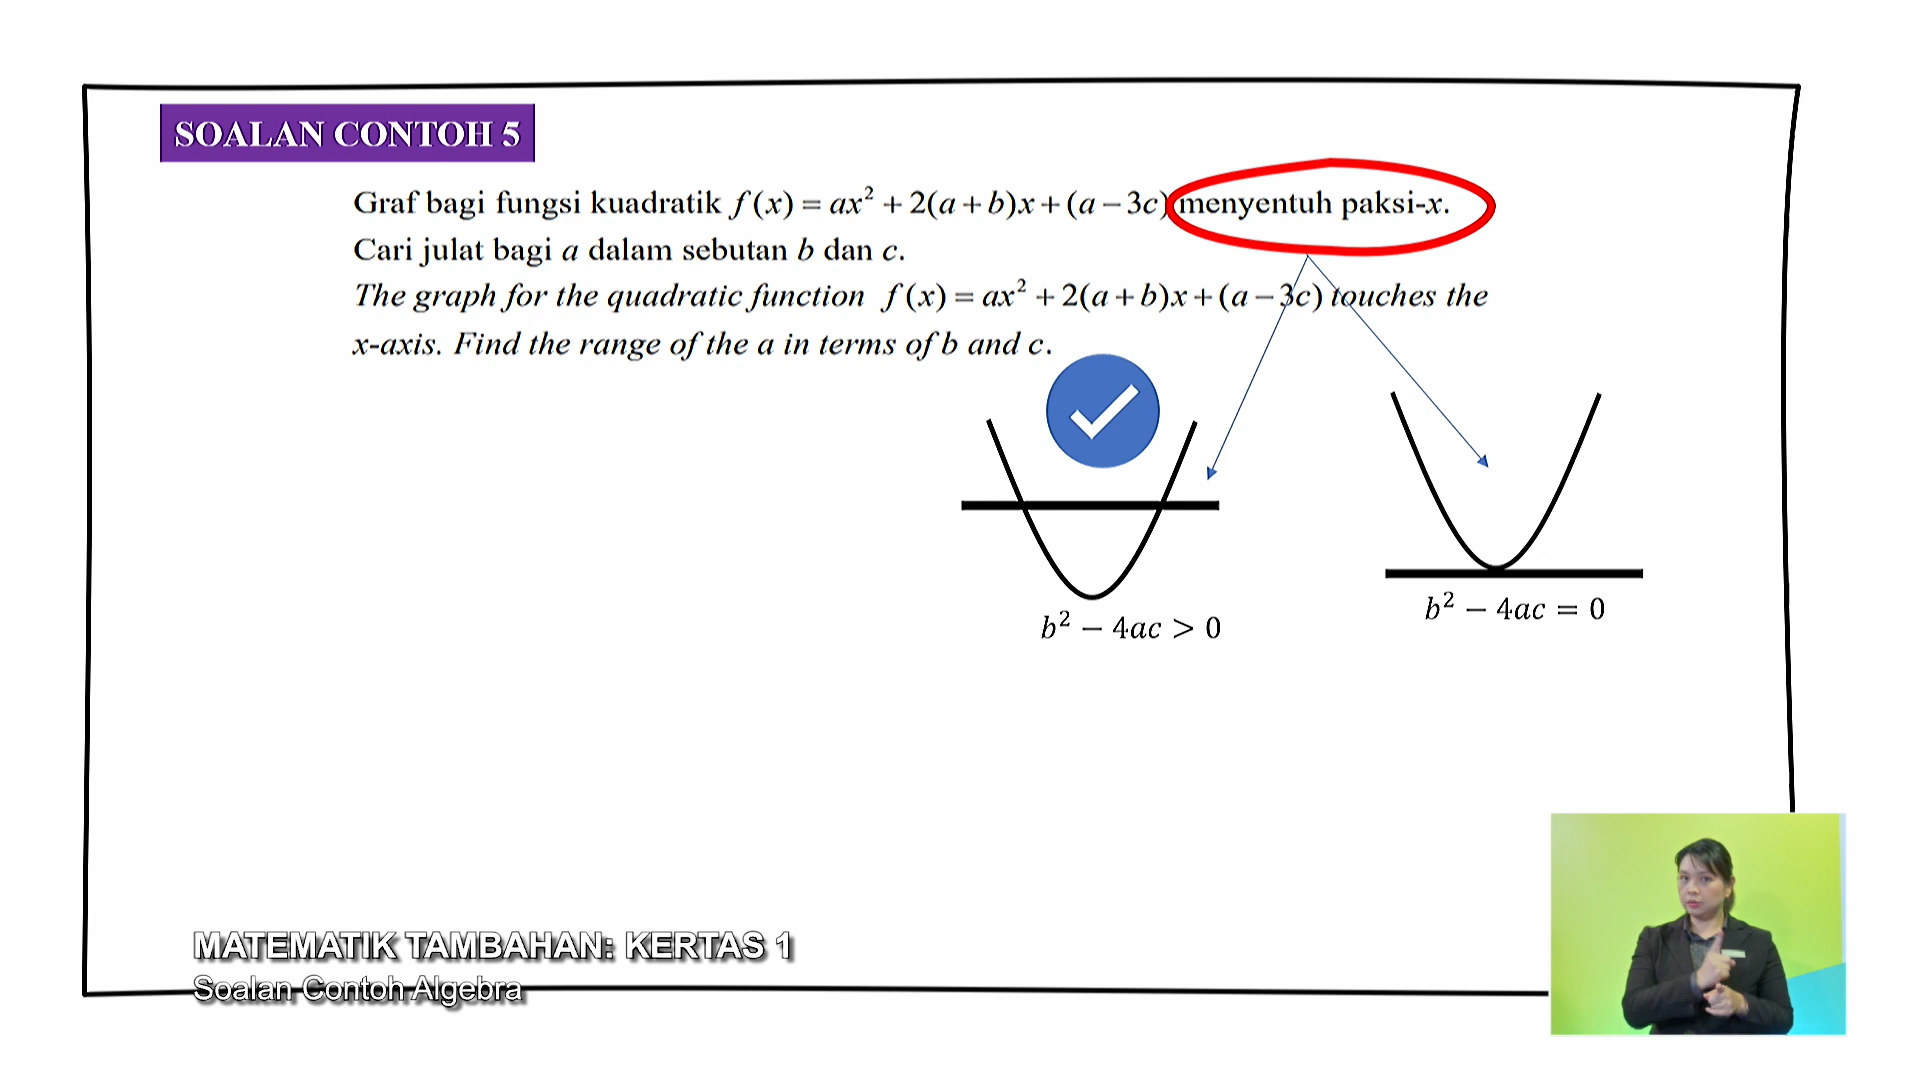 SOALAN CONTOH 5
Graf bagi fungsi kuadratik f(x) = ax² + 2(a + b)x + (a − 3c) menyentuh paksi-x.
Cari julat bagi a dalam sebutan b dan c.
The graph for the quadratic function f(x) = ax² + 2(a + b)x + (a − 3c) touches the
x-axis. Find the range of the a in terms of b and c.
b² − 4ac > 0
b² − 4ac = 0
MATEMATIK TAMBAHAN: KERTAS 1
Soalan Contoh Algebra